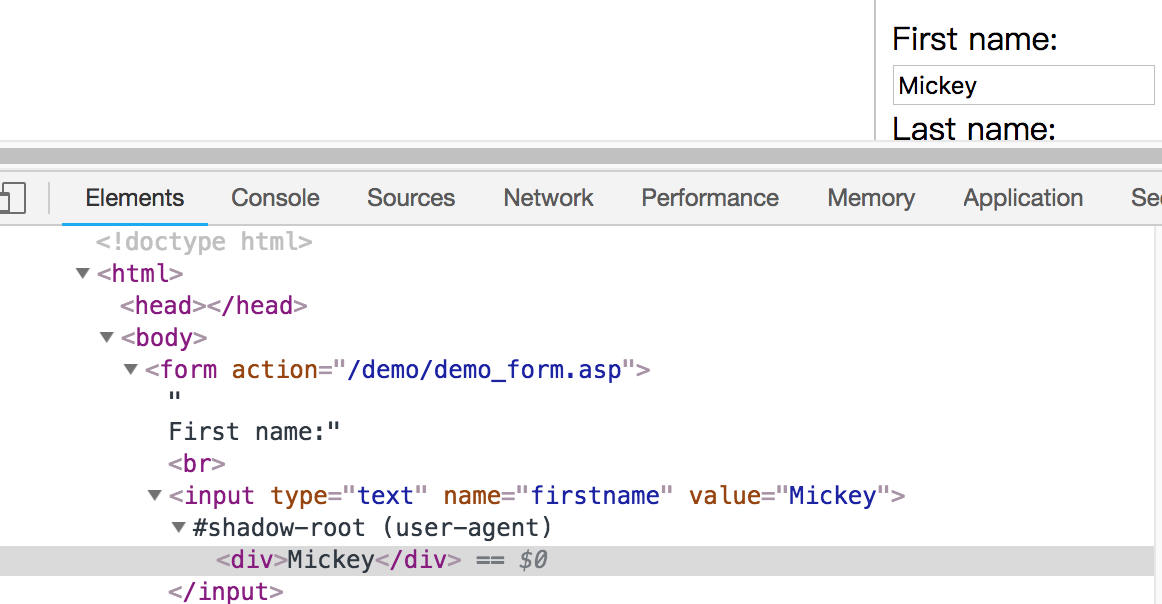 First name:
Mickey
Last name:
Elements Console Sources Network Performance Memory Application Sec
<!doctype html>
<html>
<head></head>
<body>
<form action="/demo/demo_form.asp">
"
First name:"
<br>
<input type="text" name="firstname" value="Mickey">
#shadow-root (user-agent)
<div>Mickey</div> == $0
</input>